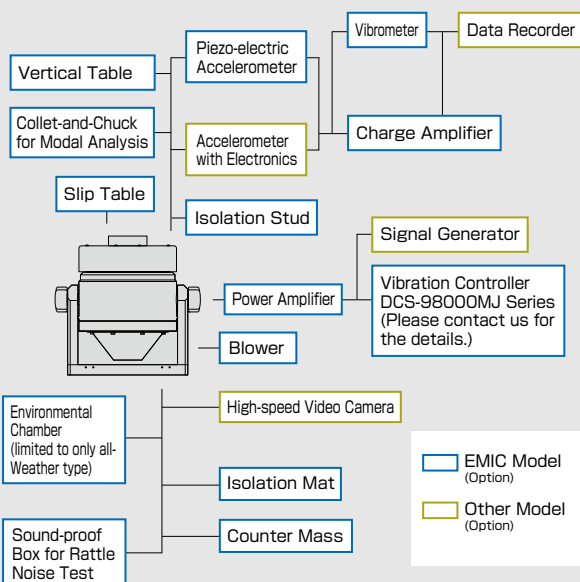 Vibrometer
Data Recorder
Piezo-electric
Accelerometer
Vertical Table
Collet-and-Chuck
for Modal Analysis
Accelerometer
with Electronics
Charge Amplifier
Slip Table
Isolation Stud
Signal Generator
Power Amplifier
Vibration Controller
DCS-98000MJ Series
(Please contact us for
the details.)
Blower
Environmental
Chamber
(limited to only all-
Weather type)
High-speed Video Camera
Isolation Mat
Counter Mass
Sound-proof
Box for Rattle
Noise Test
EMIC Model
(Option)
Other Model
(Option)